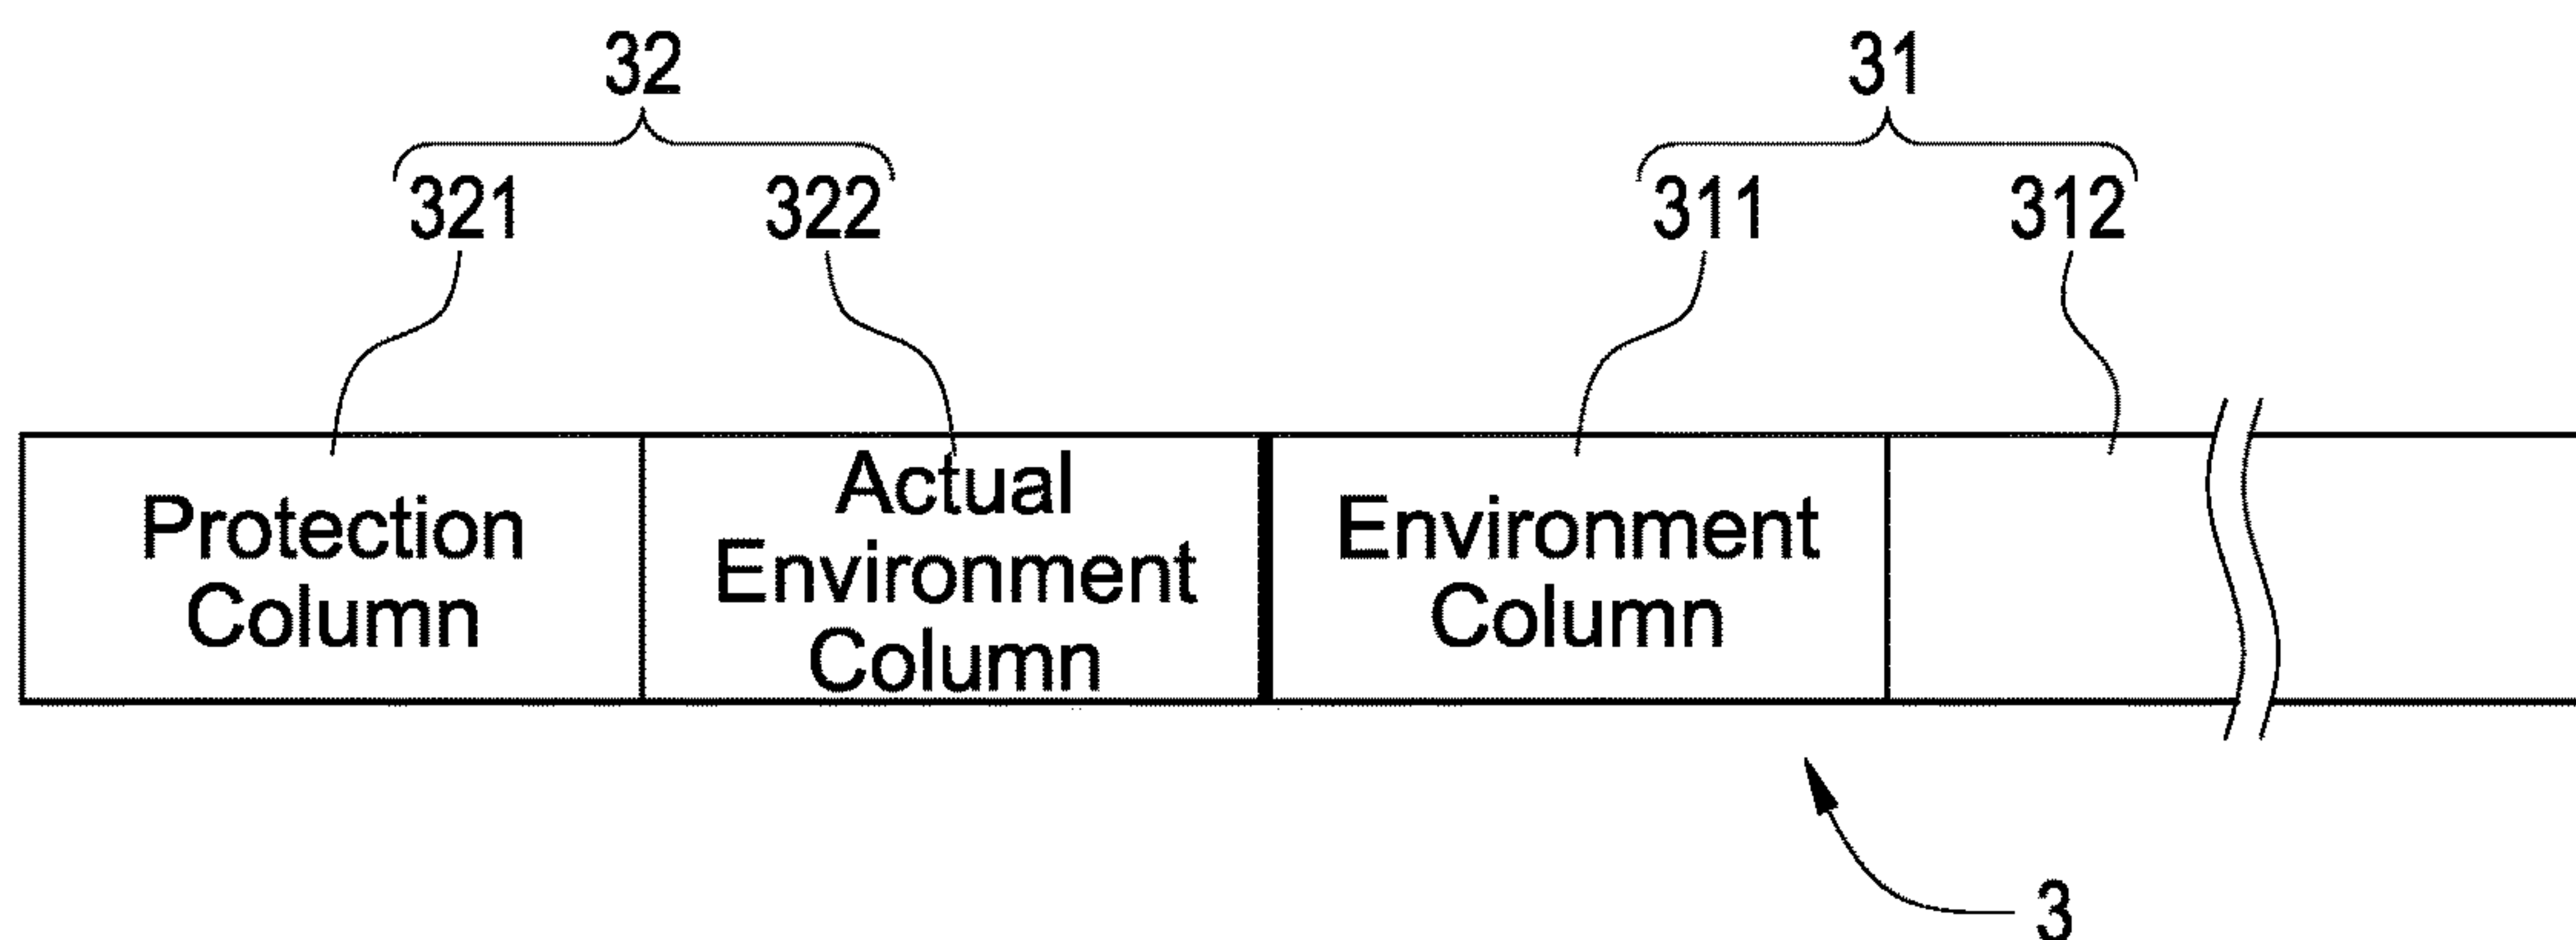 32
31
321
322
311
312
Protection
Column
Actual
Environment
Column
Environment
Column
3